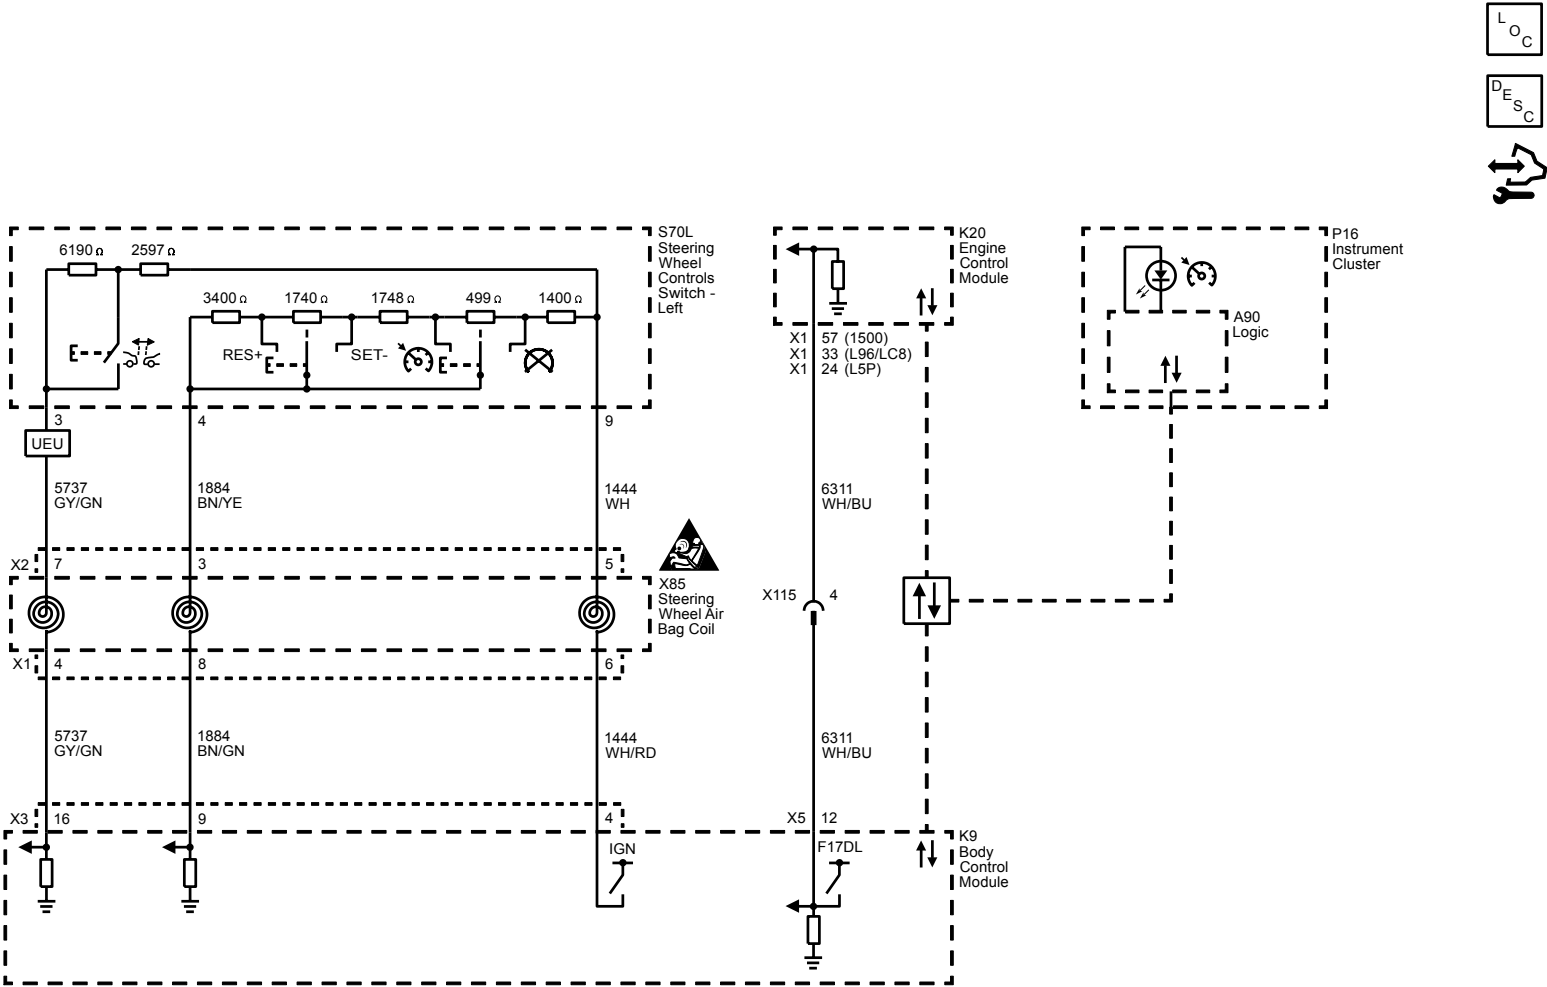 LOC
DESC
S70L
Steering
Wheel
Controls
Switch -
Left
6190 Ω
2597 Ω
3400 Ω
1740 Ω
1748 Ω
499 Ω
1400 Ω
RES+
SET-
3
4
9
UEU
5737
GY/GN
1884
BN/YE
1444
WH
X2
7
3
5
X85
Steering
Wheel Air
Bag Coil
X1
4
8
6
5737
GY/GN
1884
BN/GN
1444
WH/RD
X3
16
9
4
IGN
K20
Engine
Control
Module
X1 57 (1500)
X1 33 (L96/LC8)
X1 24 (L5P)
6311
WH/BU
X115 4
6311
WH/BU
X5 12
F17DL
K9
Body
Control
Module
P16
Instrument
Cluster
A90
Logic